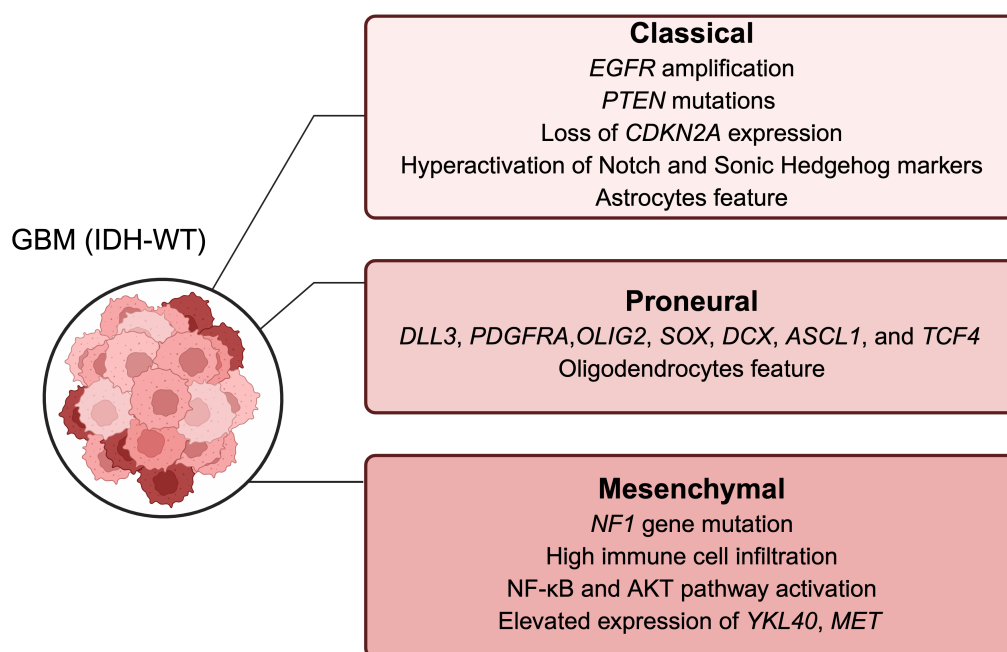 Classical
EGFR amplification
PTEN mutations
Loss of CDKN2A expression
Hyperactivation of Notch and Sonic Hedgehog markers
Astrocytes feature
GBM (IDH-WT)
Proneural
DLL3, PDGFRA,OLIG2, SOX, DCX, ASCL1, and TCF4
Oligodendrocytes feature
Mesenchymal
NF1 gene mutation
High immune cell infiltration
NF-κB and AKT pathway activation
Elevated expression of YKL40, MET